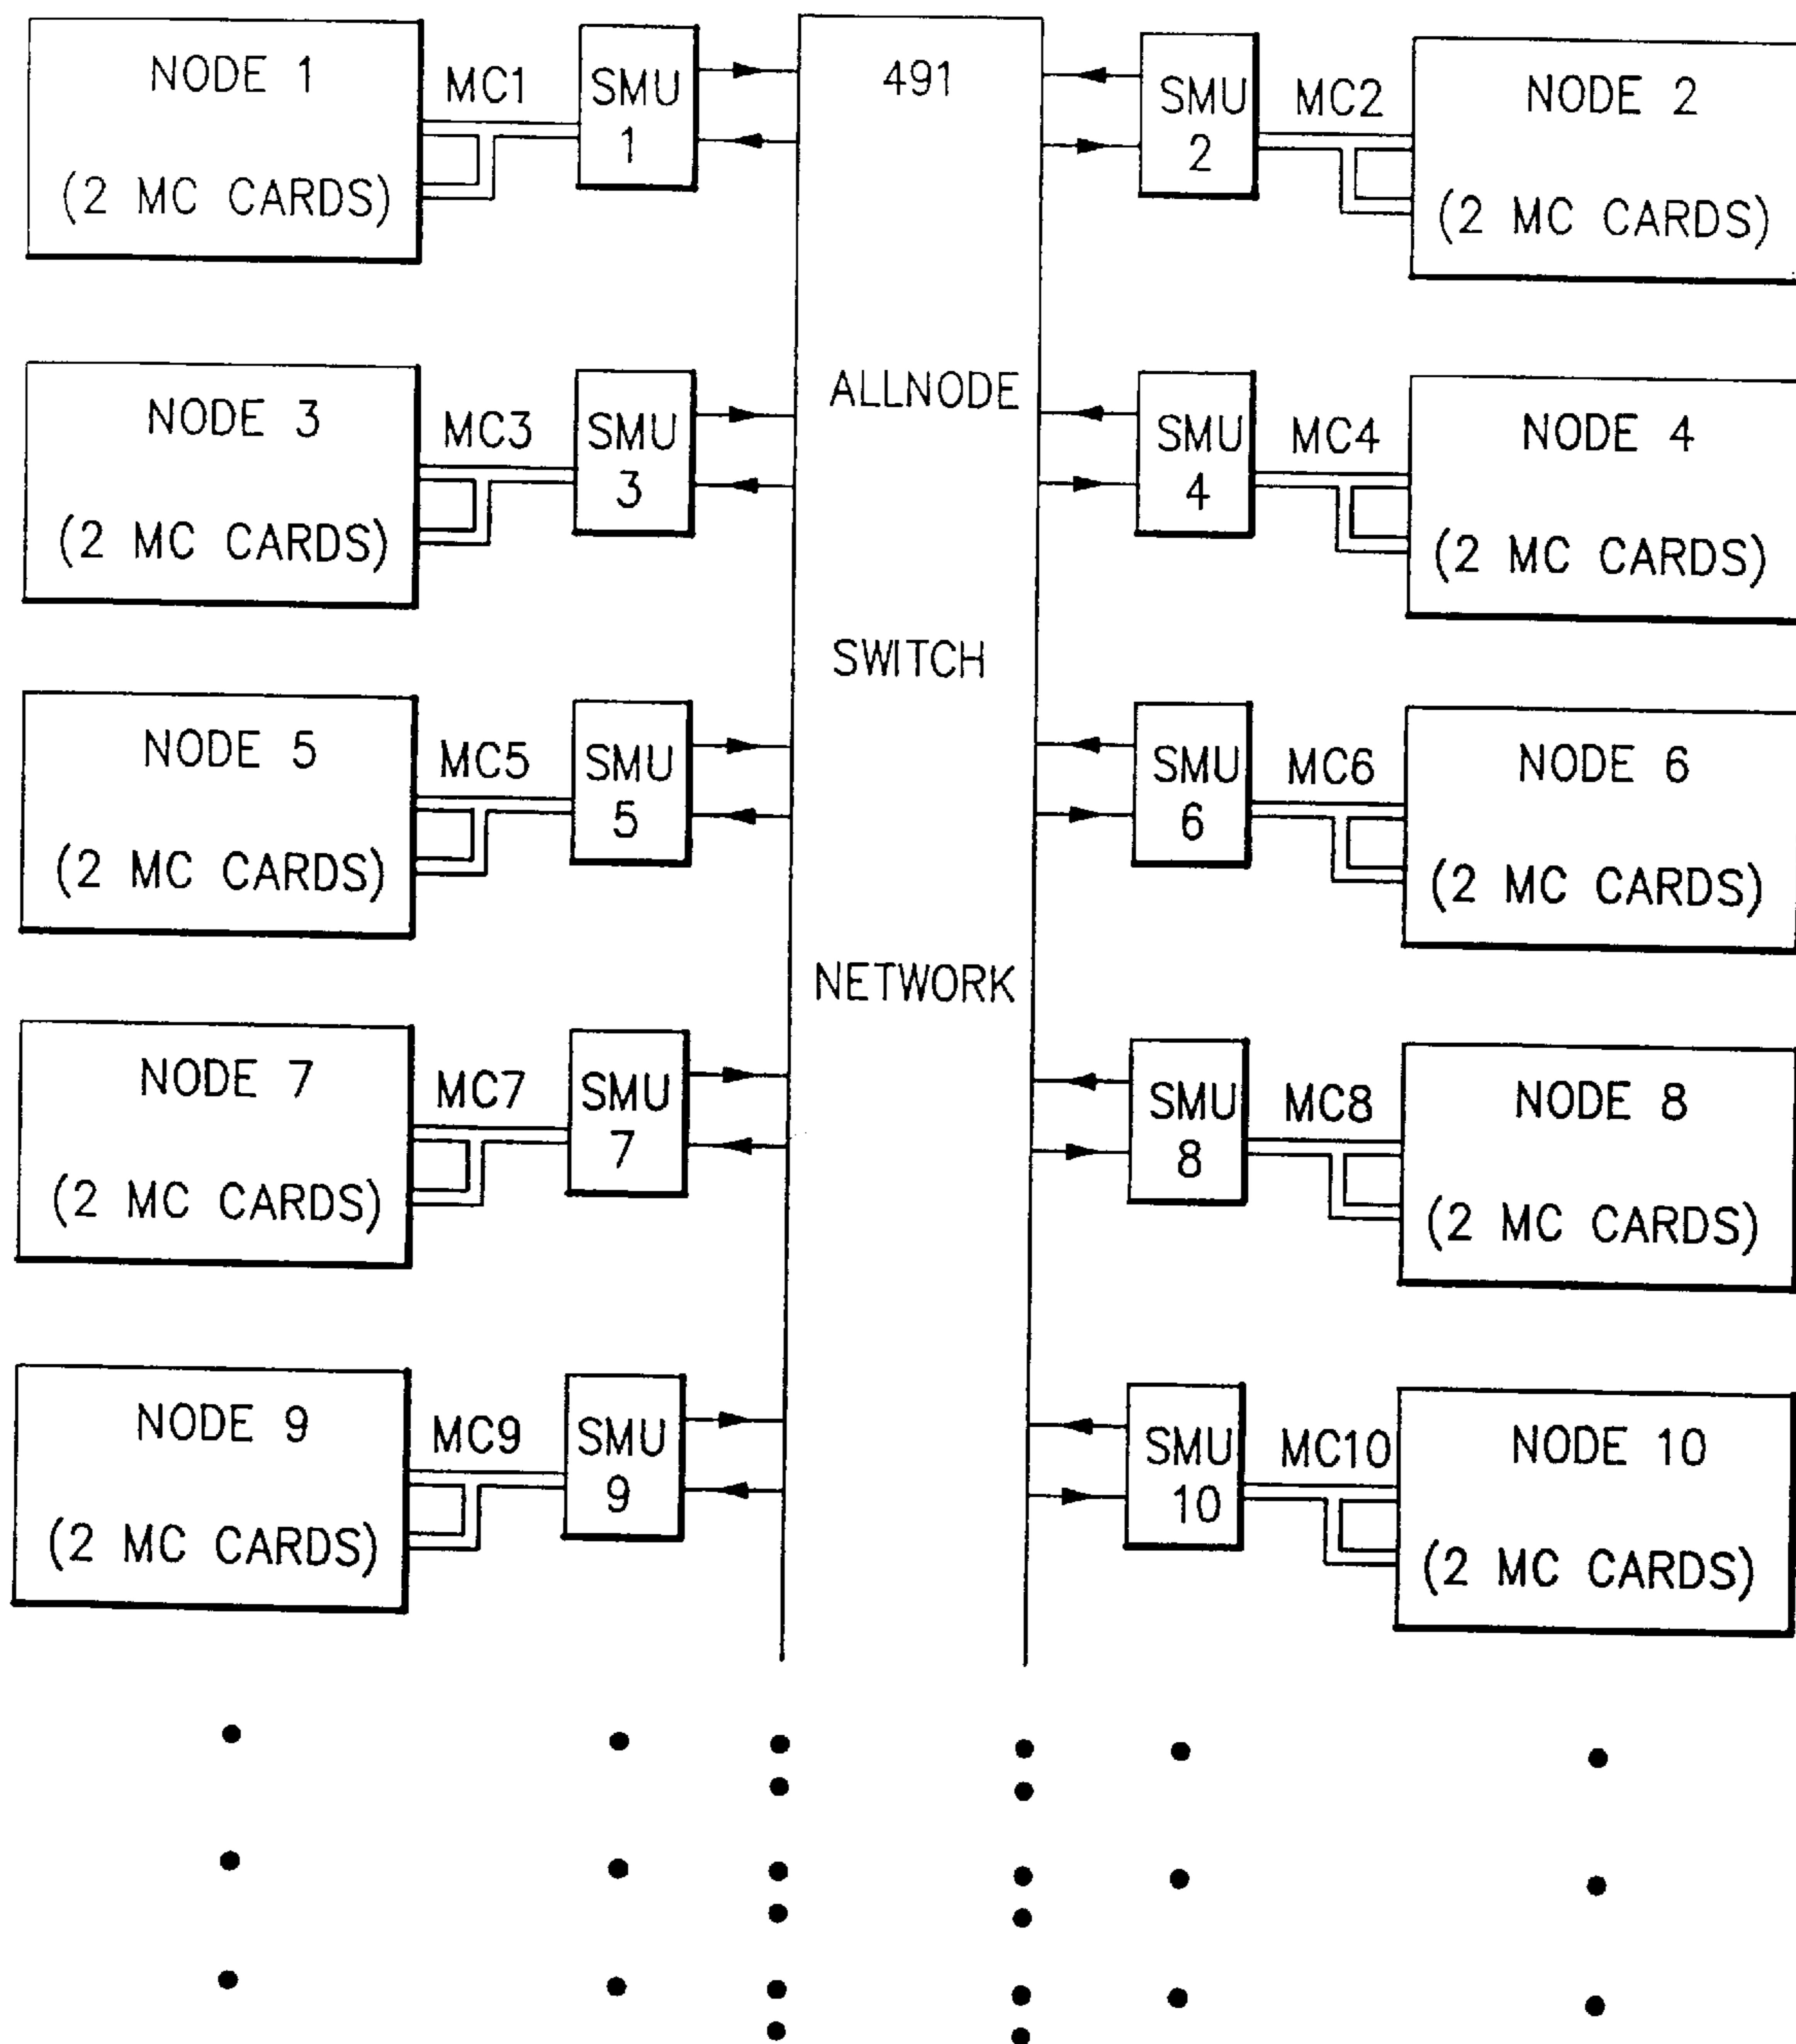 NODE 1
(2 MC CARDS)
MC1
SMU
1
491
SMU
2
MC2
NODE 2
(2 MC CARDS)
NODE 3
(2 MC CARDS)
MC3
SMU
3
ALLNODE
SMU
4
MC4
NODE 4
(2 MC CARDS)
SWITCH
NODE 5
(2 MC CARDS)
MC5
SMU
5
SMU
6
MC6
NODE 6
(2 MC CARDS)
NETWORK
NODE 7
(2 MC CARDS)
MC7
SMU
7
SMU
8
MC8
NODE 8
(2 MC CARDS)
NODE 9
(2 MC CARDS)
MC9
SMU
9
SMU
10
MC10
NODE 10
(2 MC CARDS)